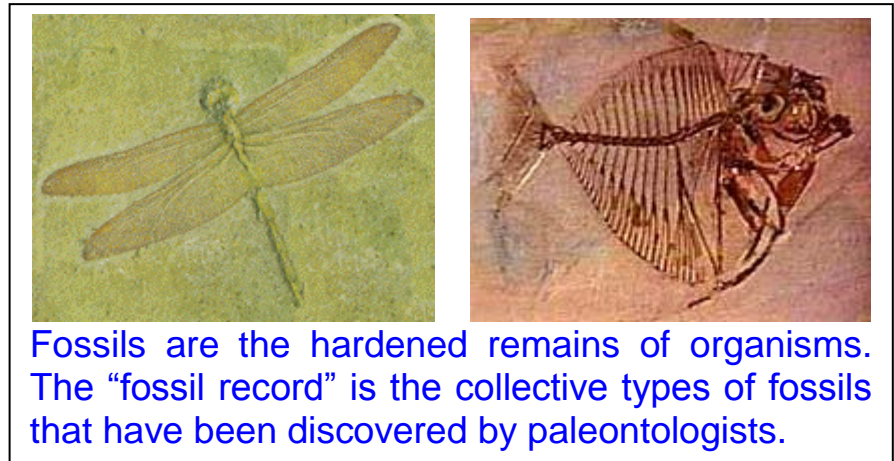 Fossils are the hardened remains of organisms.
The “fossil record” is the collective types of fossils
that have been discovered by paleontologists.